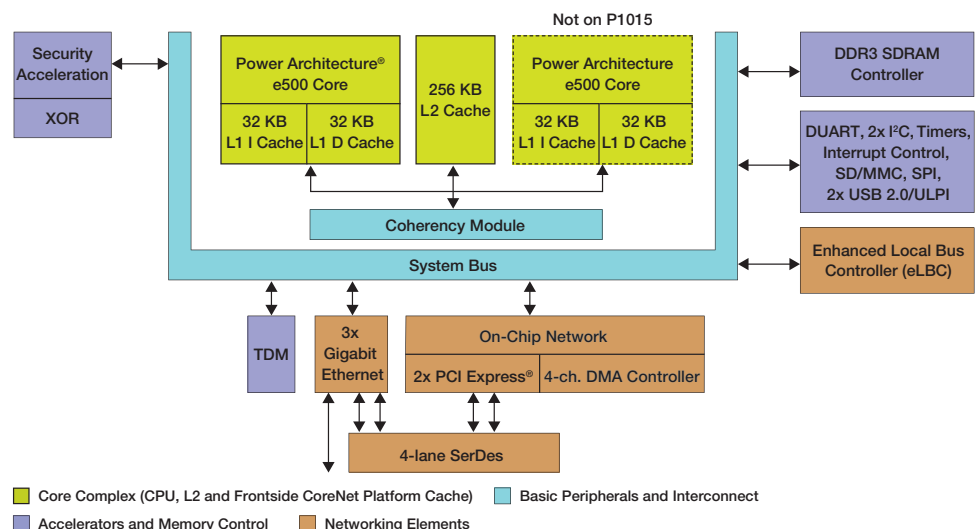 Not on P1015
Security
Acceleration
XOR
Power Architecture®
e500 Core
32 KB
L1 I Cache
32 KB
L1 D Cache
256 KB
L2 Cache
Power Architecture
e500 Core
32 KB
L1 I Cache
32 KB
L1 D Cache
DDR3 SDRAM
Controller
DUART, 2x I²C, Timers,
Interrupt Control,
SD/MMC, SPI,
2x USB 2.0/ULPI
Coherency Module
System Bus
Enhanced Local Bus
Controller (eLBC)
TDM
3x
Gigabit
Ethernet
On-Chip Network
2x PCI Express®
4-ch. DMA Controller
4-lane SerDes
Core Complex (CPU, L2 and Frontside CoreNet Platform Cache)
Basic Peripherals and Interconnect
Accelerators and Memory Control
Networking Elements